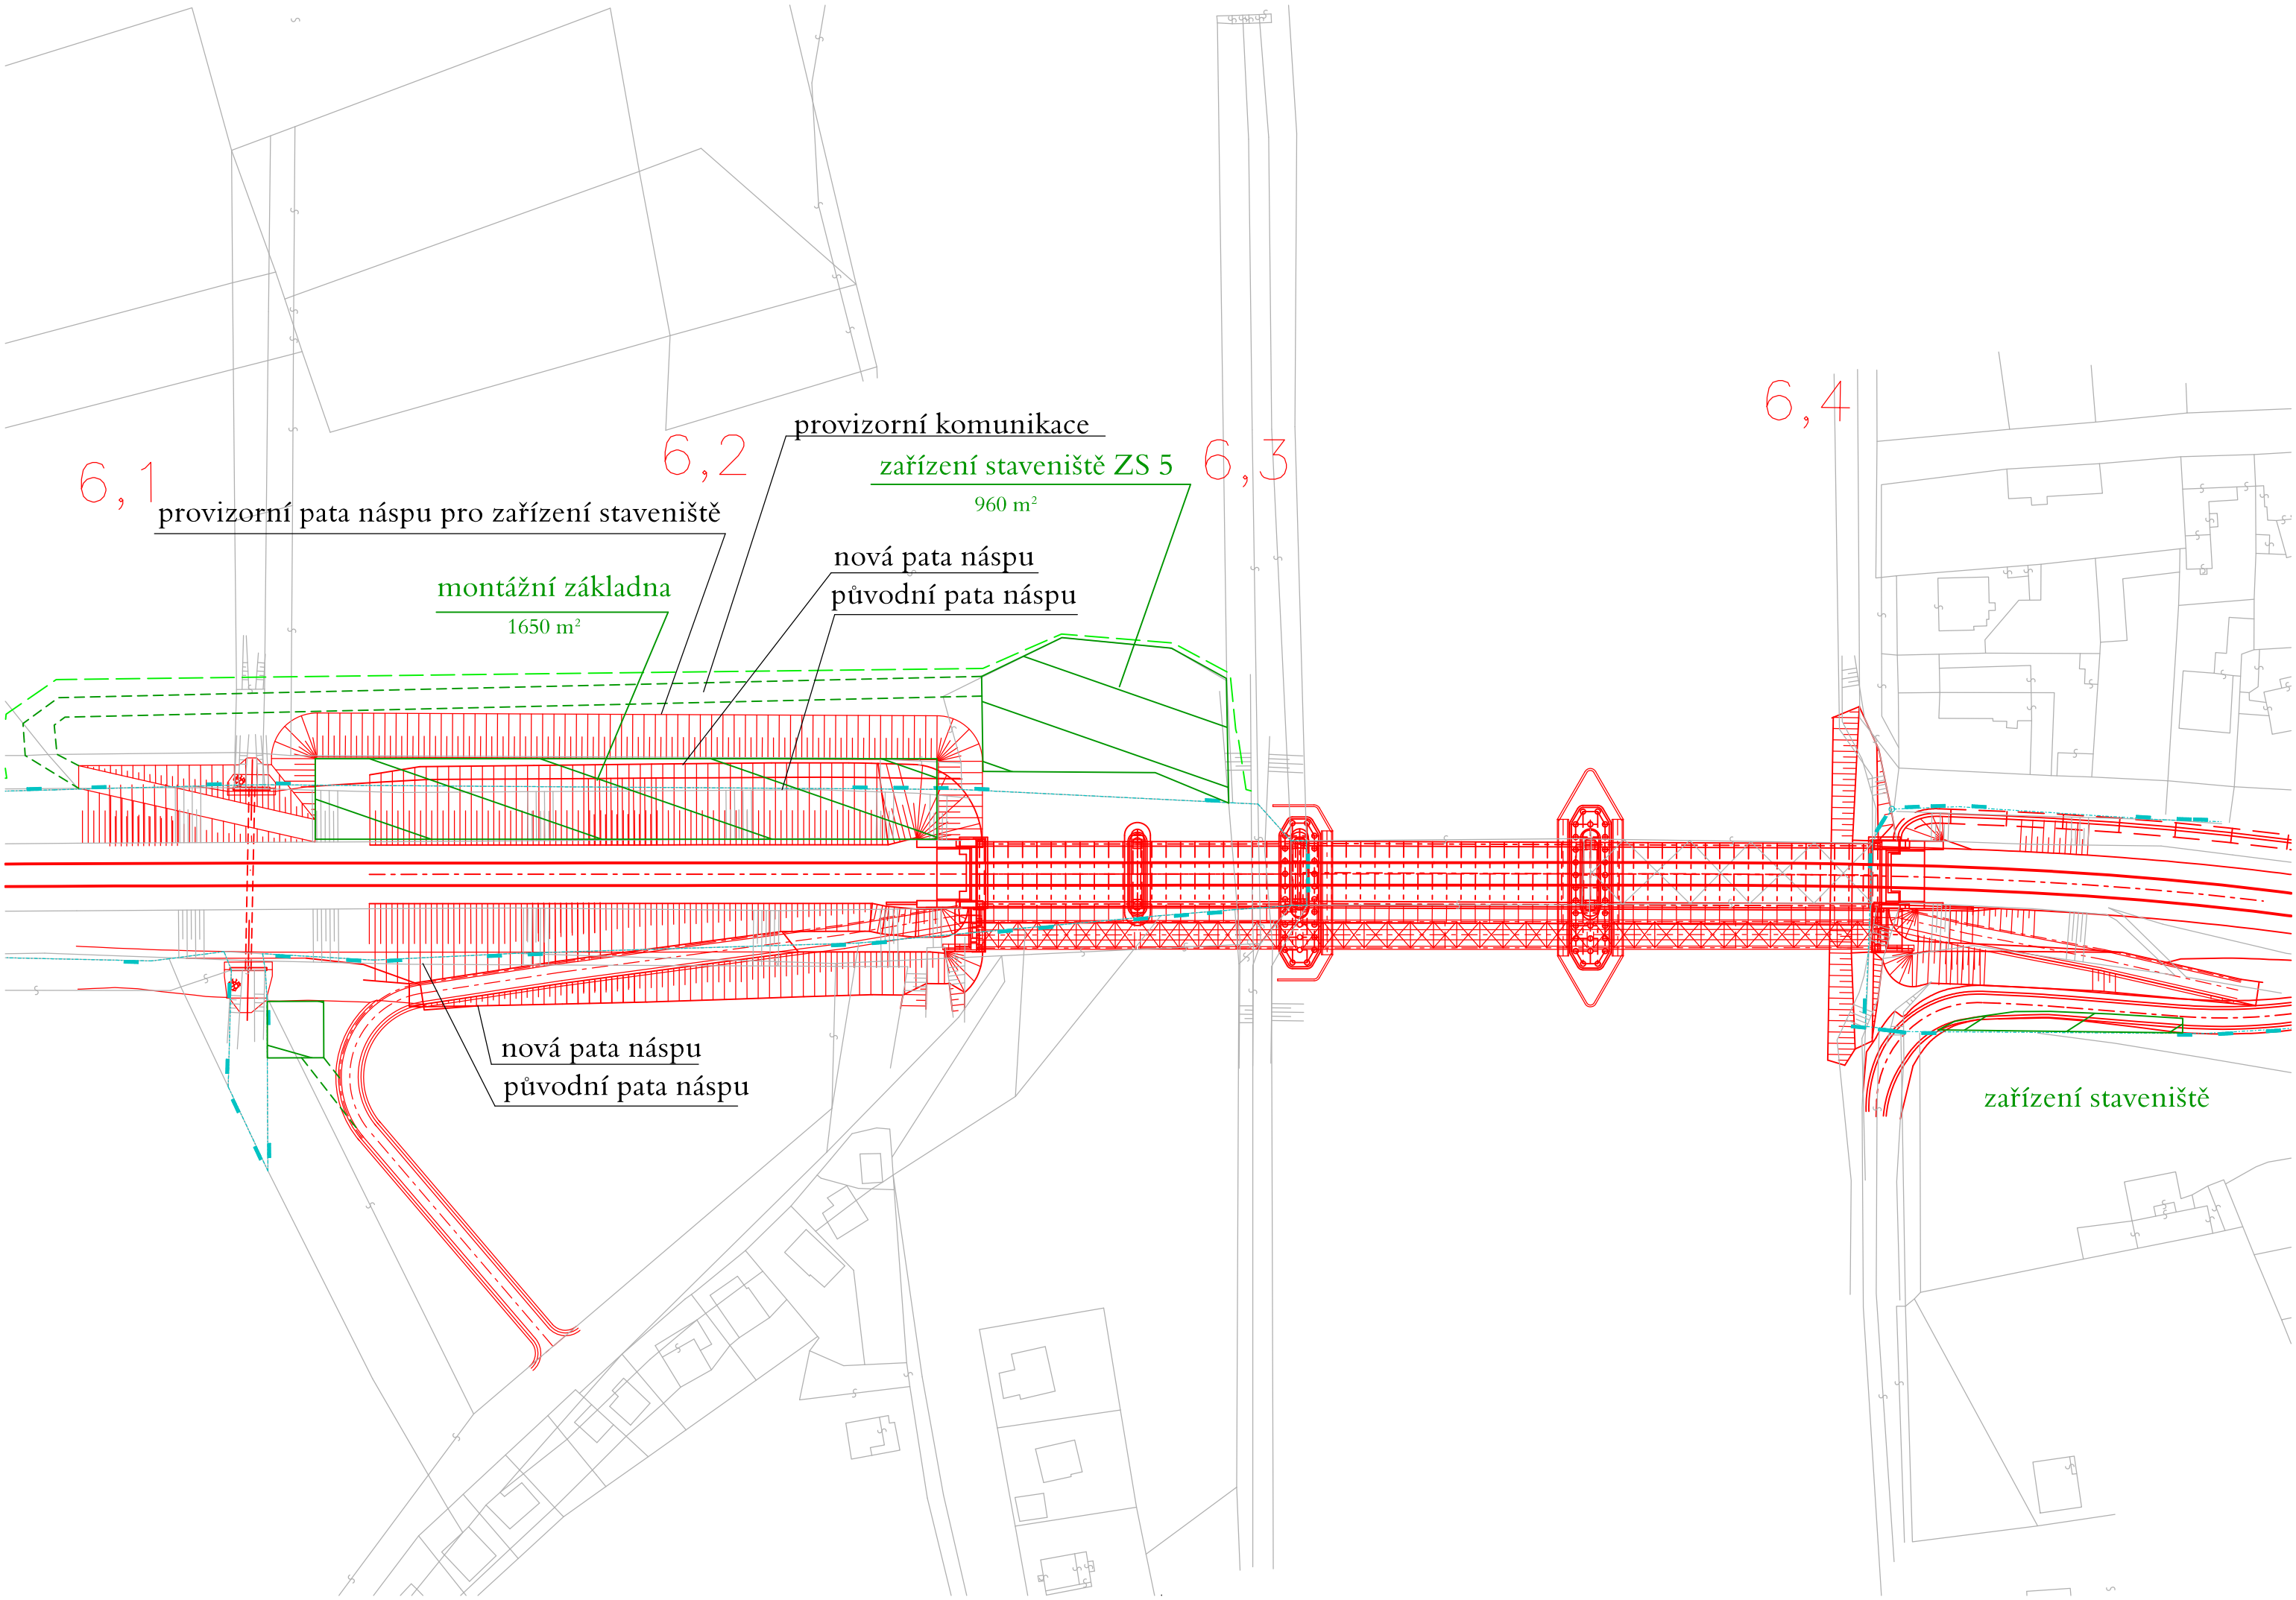 6,4
provizorní komunikace
6,2
6,3
zařízení staveniště ZS 5
6,1
960 m²
provizorní pata náspu pro zařízení staveniště
nová pata náspu
montážní základna
původní pata náspu
1650 m²
nová pata náspu
původní pata náspu
zařízení staveniště